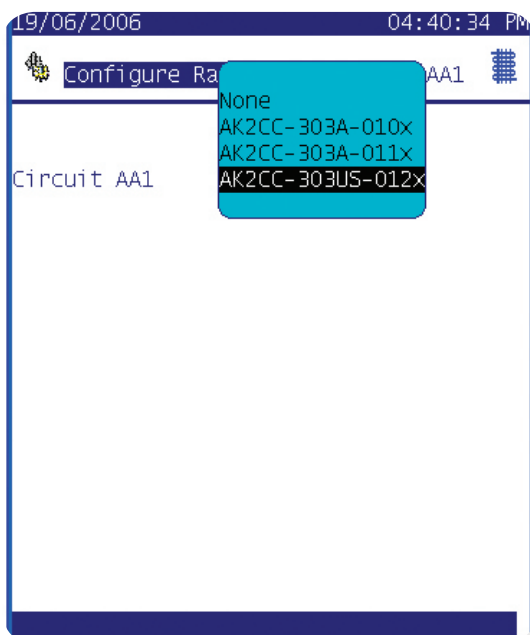 19/06/2006 04:40:34 PM
Configure Ra AA1
None
AK2CC-303A-010x
AK2CC-303A-011x
Circuit AA1 AK2CC-303US-012x